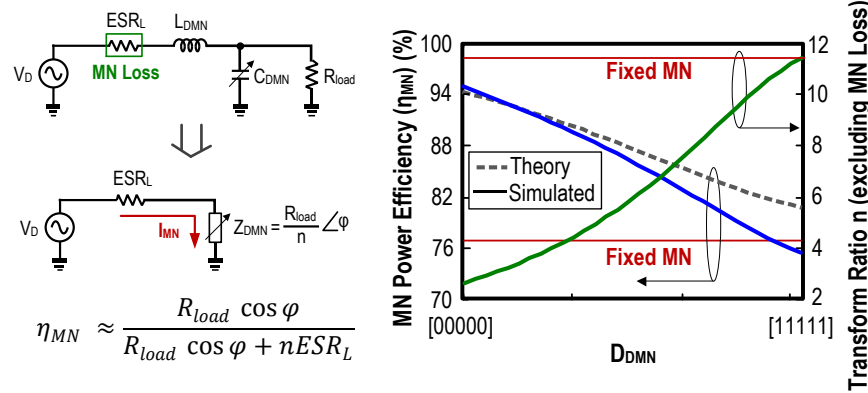 ESRL
LDMN
MN Loss
VD
CDMN
Rload
ESRL
VD
IMN
ZDMN = Rload/n ∠φ
ηMN ≈ Rload cos φ / Rload cos φ + nESRL
MN Power Efficiency (ηMN) (%)
100
94
88
82
76
70
Fixed MN
Theory
Simulated
Fixed MN
12
10
8
6
4
2
Transform Ratio n (excluding MN Loss)
[00000]
[11111]
DDMN